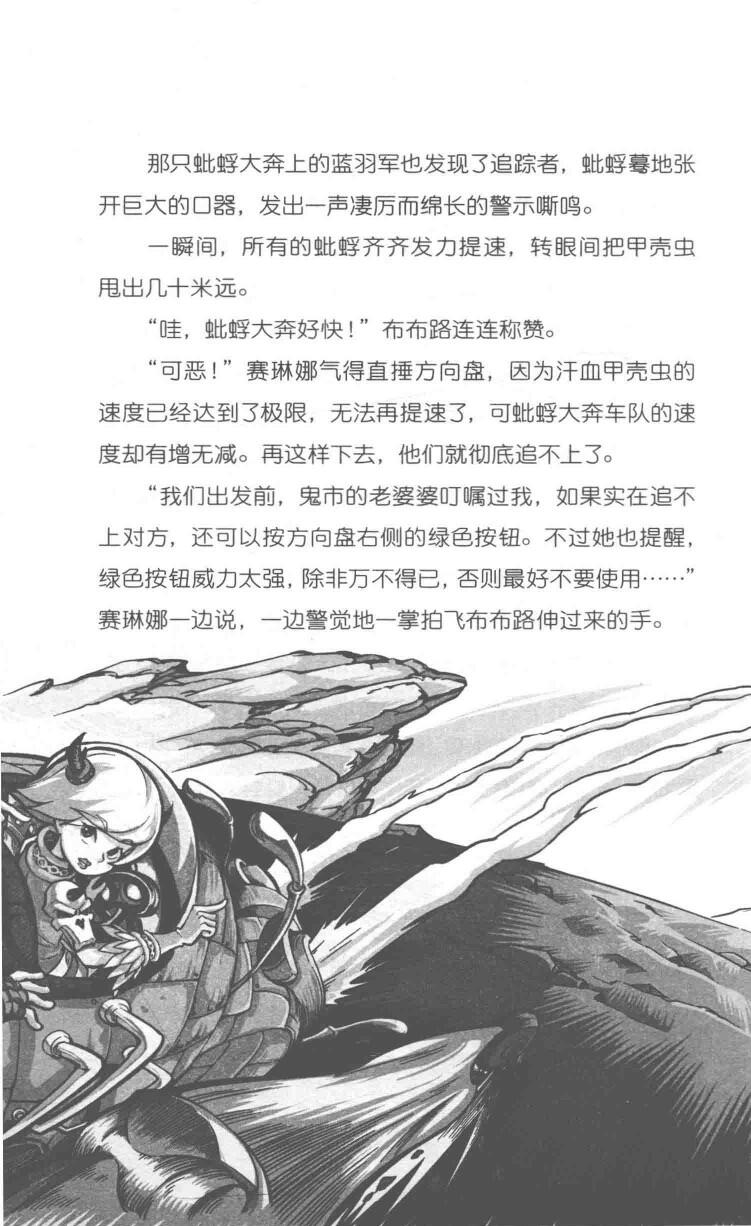 那只蚍蜉大奔上的蓝羽军也发现了追踪者，蚍蜉蓦地张
开巨大的口器，发出一声凄厉而绵长的警示嘶鸣。
一瞬间，所有的蚍蜉齐齐发力提速，转眼间把甲壳虫
甩出几十米远。
“哇，蚍蜉大奔好快！”布布路连连称赞。
“可恶！”赛琳娜气得直捶方向盘，因为汗血甲壳虫的
速度已经达到了极限，无法再提速了，可蚍蜉大奔车队的速
度却有增无减。再这样下去，他们就彻底追不上了。
“我们出发前，鬼市的老婆婆叮嘱过我，如果实在追不
上对方，还可以按方向盘右侧的绿色按钮。不过她也提醒，
绿色按钮威力太强，除非万不得已，否则最好不要使用……”
赛琳娜一边说，一边警觉地一掌拍飞布布路伸过来的手。